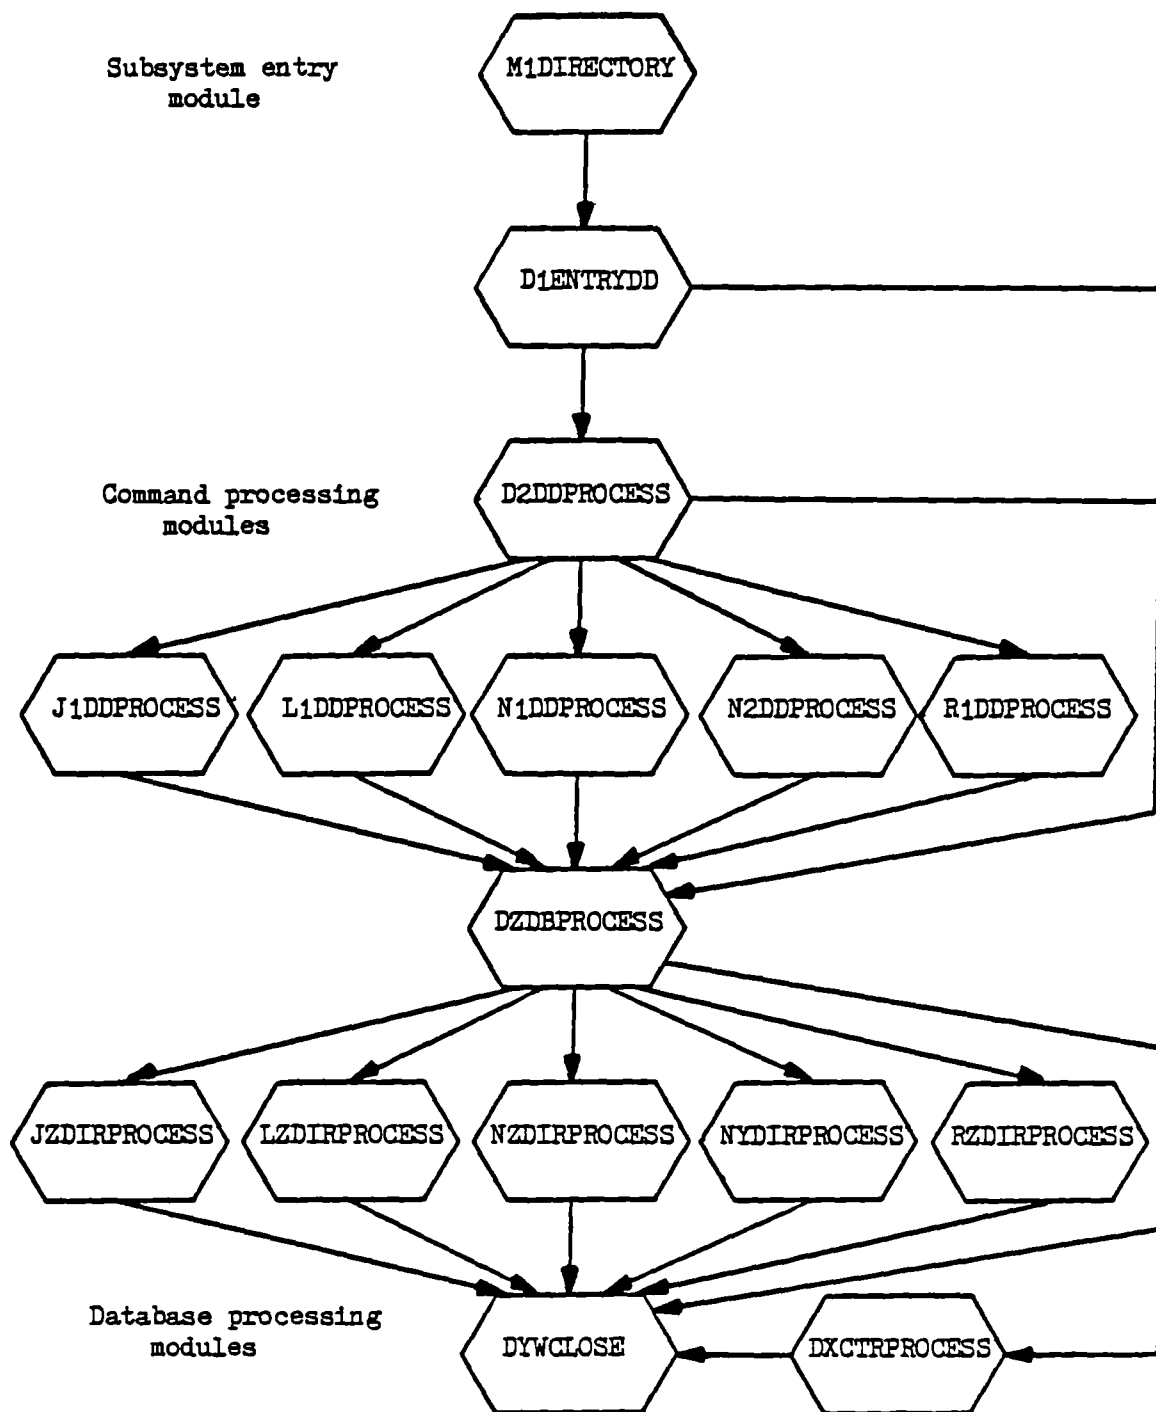 Subsystem entry
module
M1DIRECTORY
D1ENTRYDD
Command processing
modules
D2DDPROCESS
J1DDPROCESS
L1DDPROCESS
N1DDPROCESS
N2DDPROCESS
R1DDPROCESS
DZDBPROCESS
JZDIRPROCESS
LZDIRPROCESS
NZDIRPROCESS
NYDIRPROCESS
RZDIRPROCESS
Database processing
modules
DYWCLOSE
DXCTRPROCESS